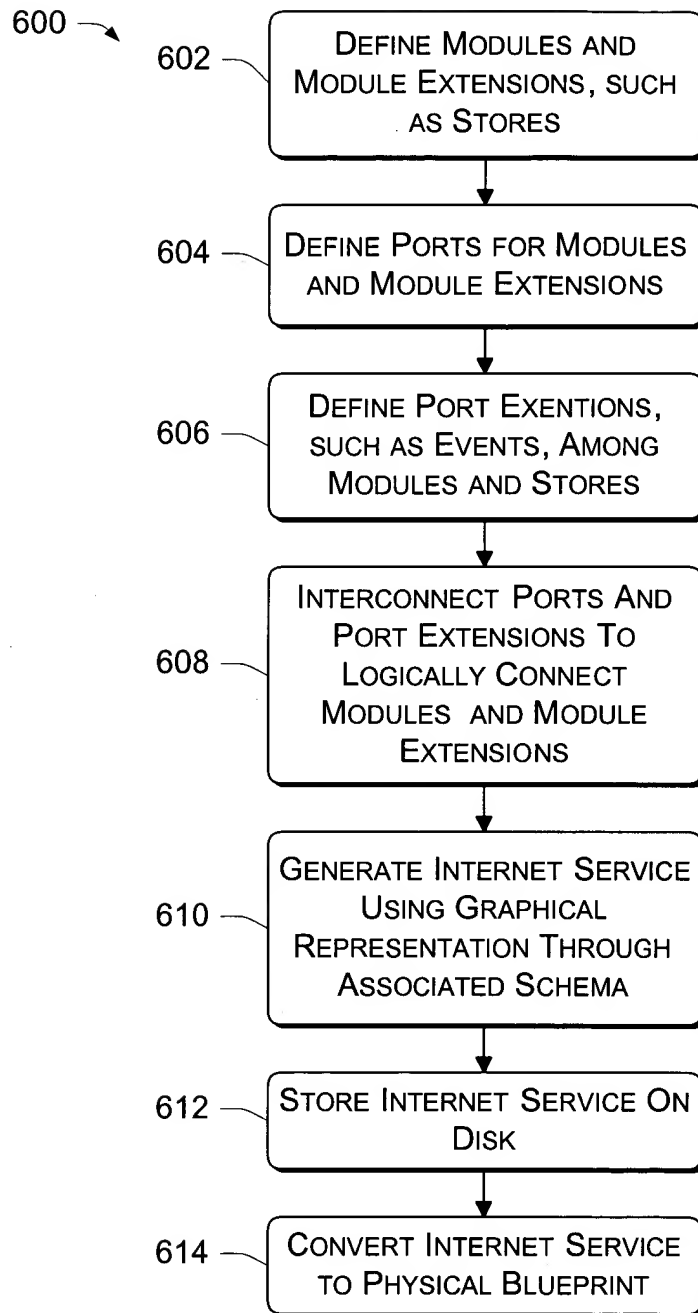 600
602
DEFINE MODULES AND
MODULE EXTENSIONS, SUCH
AS STORES
604
DEFINE PORTS FOR MODULES
AND MODULE EXTENSIONS
606
DEFINE PORT EXENTIONS,
SUCH AS EVENTS, AMONG
MODULES AND STORES
608
INTERCONNECT PORTS AND
PORT EXTENSIONS TO
LOGICALLY CONNECT
MODULES AND MODULE
EXTENSIONS
610
GENERATE INTERNET SERVICE
USING GRAPHICAL
REPRESENTATION THROUGH
ASSOCIATED SCHEMA
612
STORE INTERNET SERVICE ON
DISK
614
CONVERT INTERNET SERVICE
TO PHYSICAL BLUEPRINT